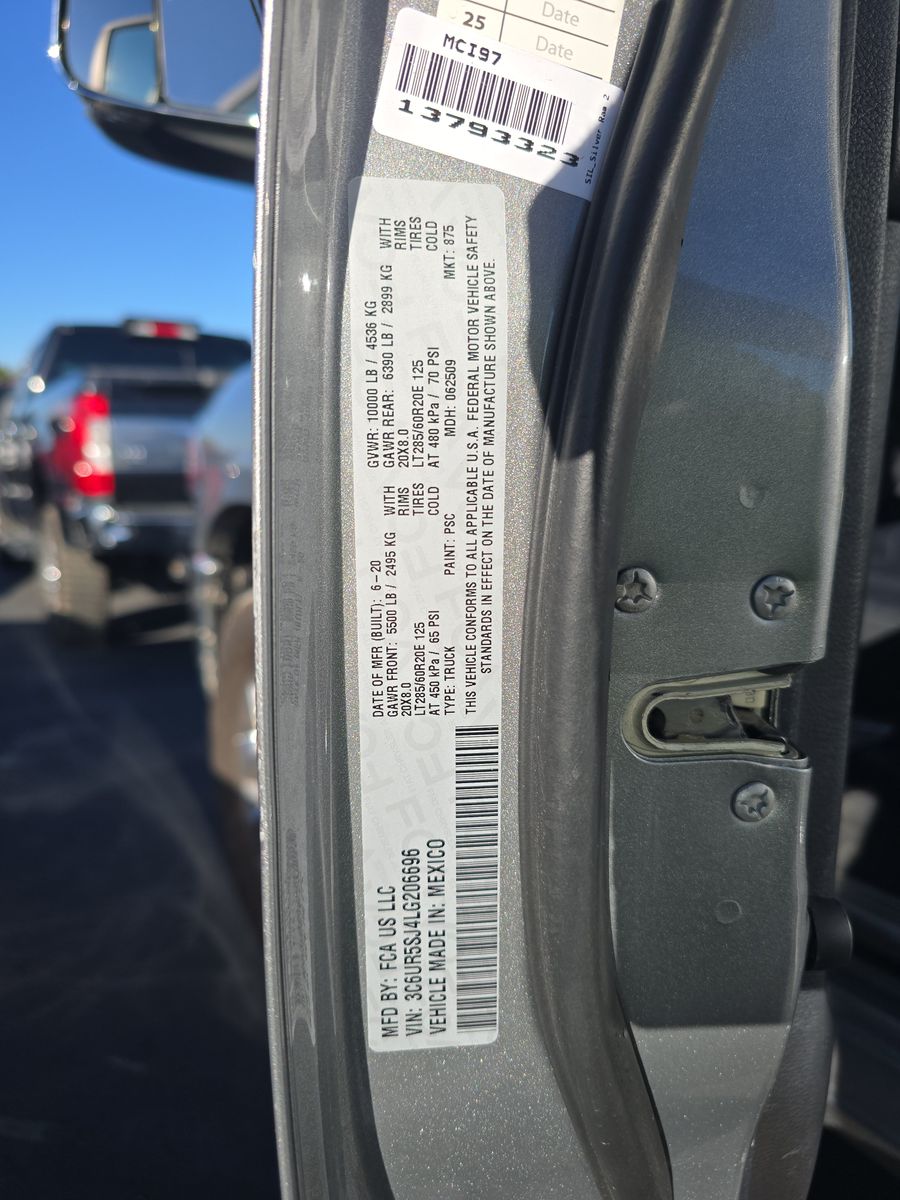 25 Date
Date
MCI97
13793323
SIL_Silver Ram 2
MFD BY: FCA US LLC
VIN: 3C6UR5SJ4LG206696
VEHICLE MADE IN: MEXICO
DATE OF MFR (BUILT): 6-20 GVWR: 10000 LB / 4536 KG
GAWR FRONT: 5500 LB / 2495 KG WITH GAWR REAR: 6390 LB / 2899 KG WITH
20X8.0 RIMS 20X8.0 RIMS
LT285/60R20E 125 TIRES LT285/60R20E 125 TIRES
AT 450 kPa / 65 PSI COLD AT 480 kPa / 70 PSI COLD
TYPE: TRUCK PAINT: PSC MDH: 062509 MKT: 875
THIS VEHICLE CONFORMS TO ALL APPLICABLE U.S.A. FEDERAL MOTOR VEHICLE SAFETY
STANDARDS IN EFFECT ON THE DATE OF MANUFACTURE SHOWN ABOVE.